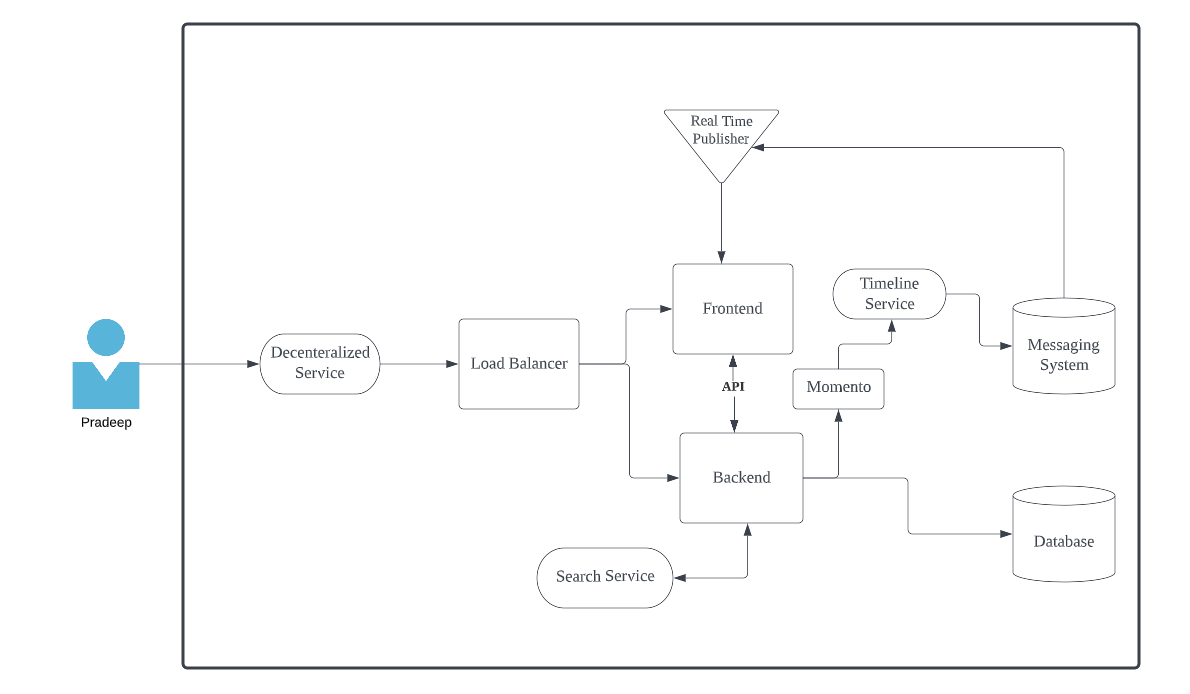 Real Time
Publisher
Timeline
Service
Frontend
Messaging
System
Decenteralized
Service
Load Balancer
API
Momento
Pradeep
Backend
Database
Search Service